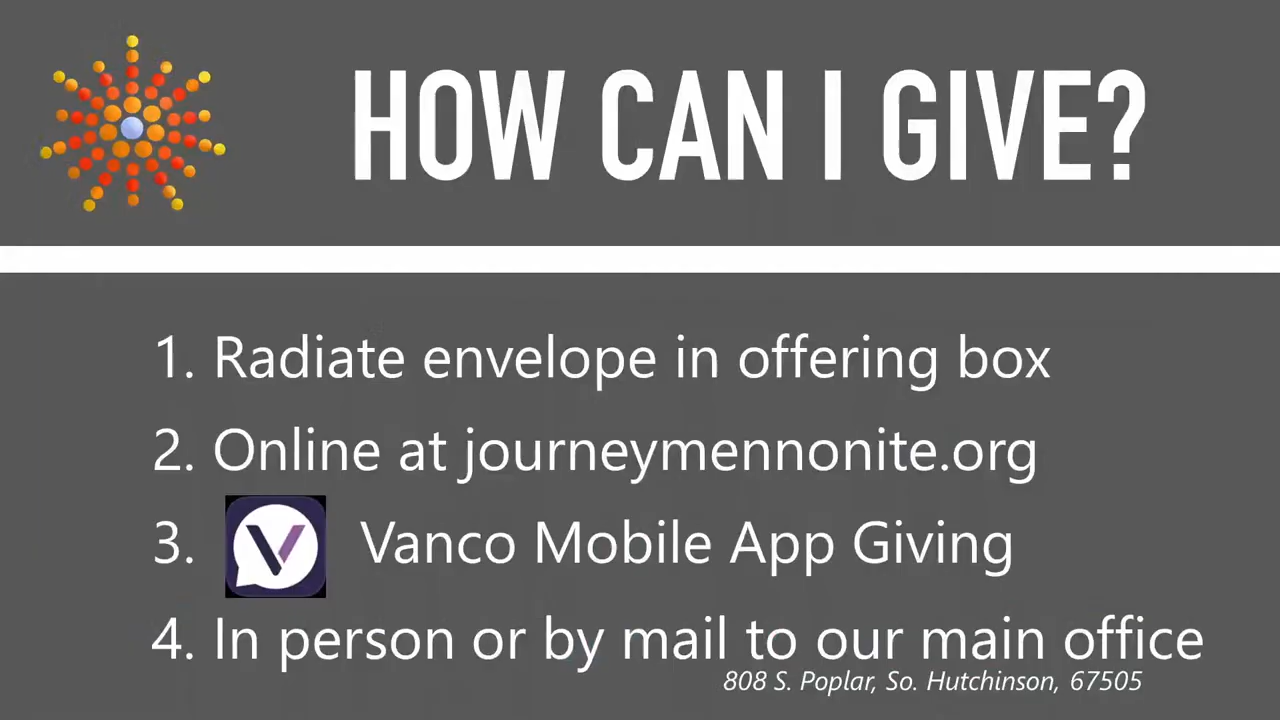 HOW CAN I GIVE?
1. Radiate envelope in offering box
2. Online at journeymennonite.org
3. V Vanco Mobile App Giving
4. In person or by mail to our main office
808 S. Poplar, So. Hutchinson, 67505